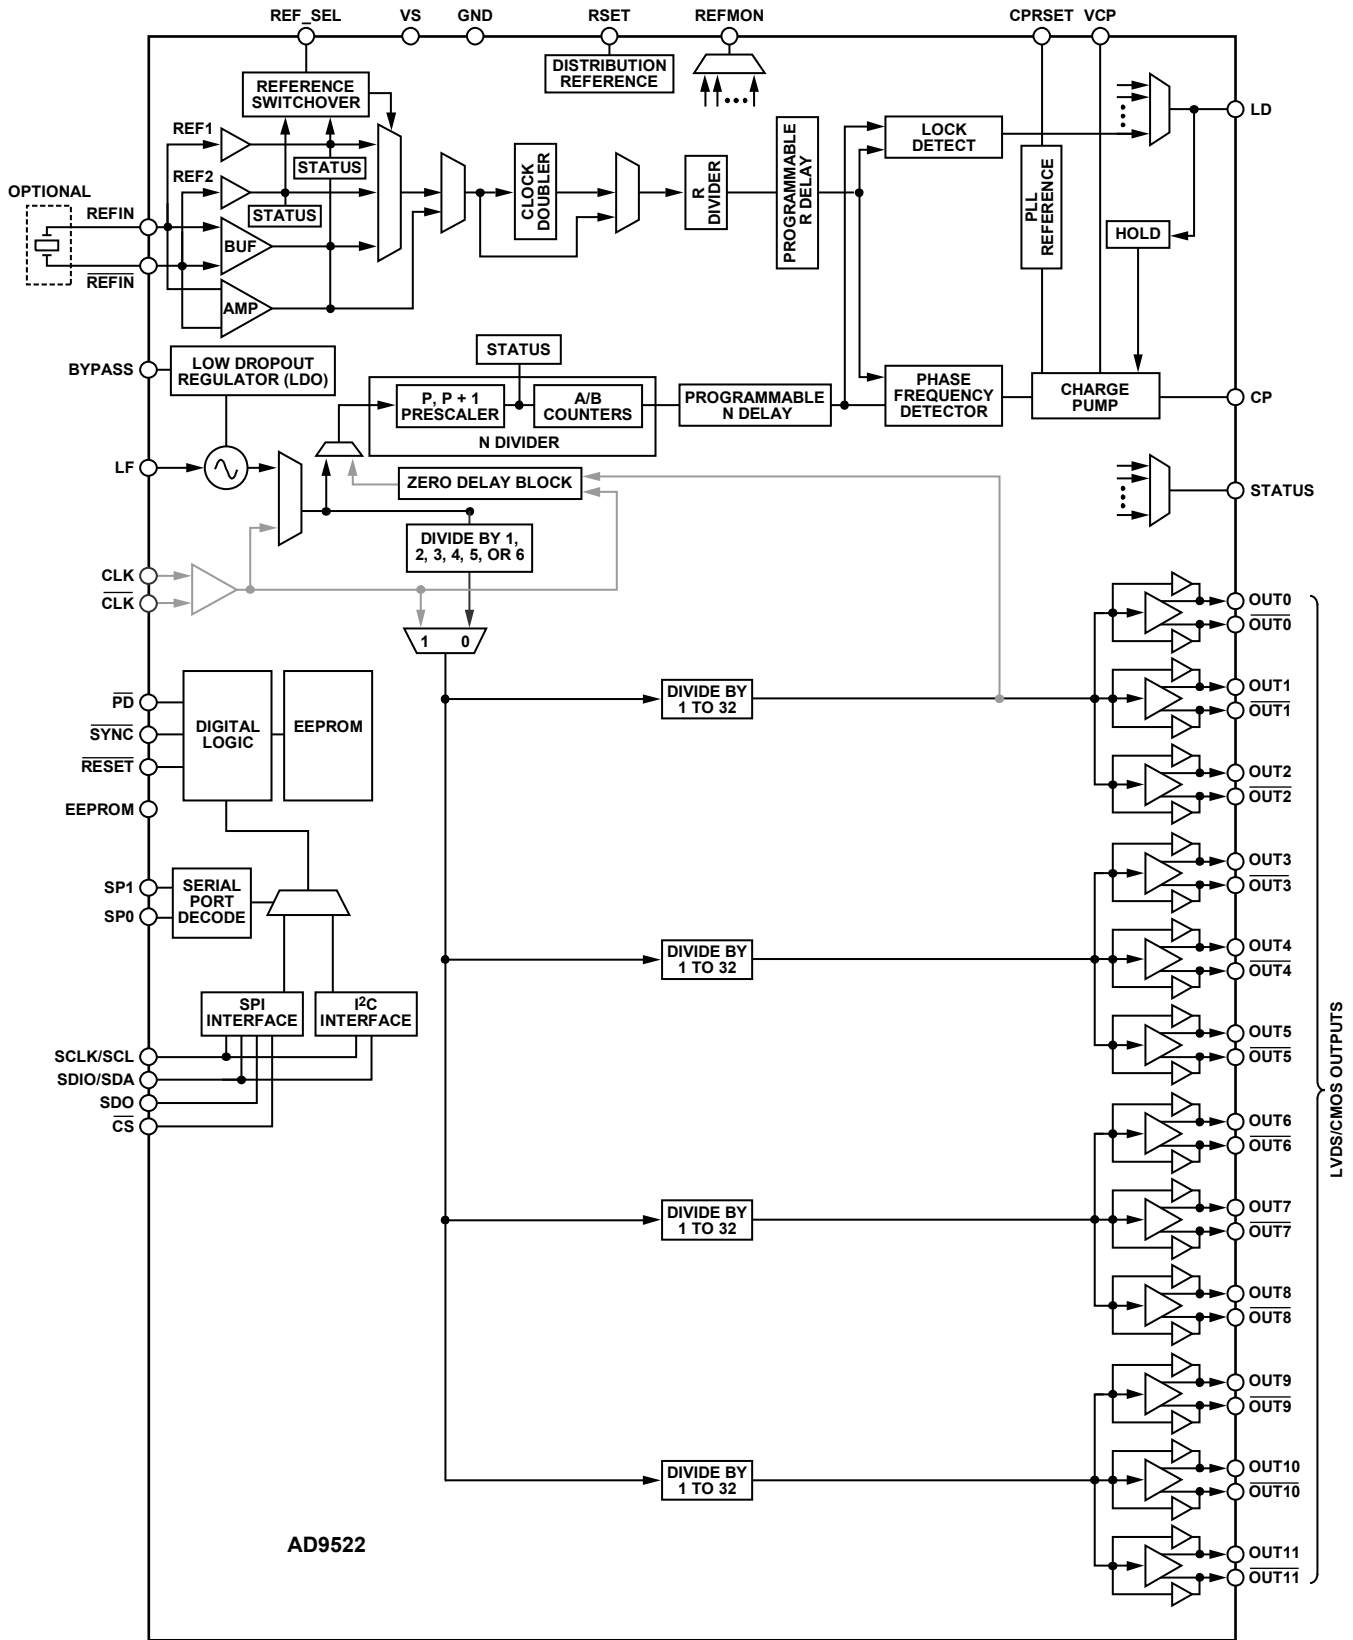 REF_SEL
VS
GND
RSET
REFMON
CPRSET
VCP
DISTRIBUTION
REFERENCE
REFERENCE
SWITCHOVER
REF1
STATUS
REF2
STATUS
BUF
AMP
OPTIONAL
REFIN
REFIN
CLOCK
DOUBLER
R
DIVIDER
PROGRAMMABLE
R DELAY
LOCK
DETECT
PLL
REFERENCE
HOLD
LD
BYPASS
LOW DROPOUT
REGULATOR (LDO)
STATUS
P, P + 1
PRESCALER
A/B
COUNTERS
N DIVIDER
PROGRAMMABLE
N DELAY
PHASE
FREQUENCY
DETECTOR
CHARGE
PUMP
CP
LF
ZERO DELAY BLOCK
STATUS
DIVIDE BY 1,
2, 3, 4, 5, OR 6
CLK
CLK
1 0
PD
SYNC
RESET
EEPROM
DIGITAL
LOGIC
EEPROM
SP1
SP0
SERIAL
PORT
DECODE
SPI
INTERFACE
I2C
INTERFACE
SCLK/SCL
SDIO/SDA
SDO
CS
DIVIDE BY
1 TO 32
DIVIDE BY
1 TO 32
DIVIDE BY
1 TO 32
DIVIDE BY
1 TO 32
OUT0
OUT0
OUT1
OUT1
OUT2
OUT2
OUT3
OUT3
OUT4
OUT4
OUT5
OUT5
OUT6
OUT6
OUT7
OUT7
OUT8
OUT8
OUT9
OUT9
OUT10
OUT10
OUT11
OUT11
LVDS/CMOS OUTPUTS
AD9522